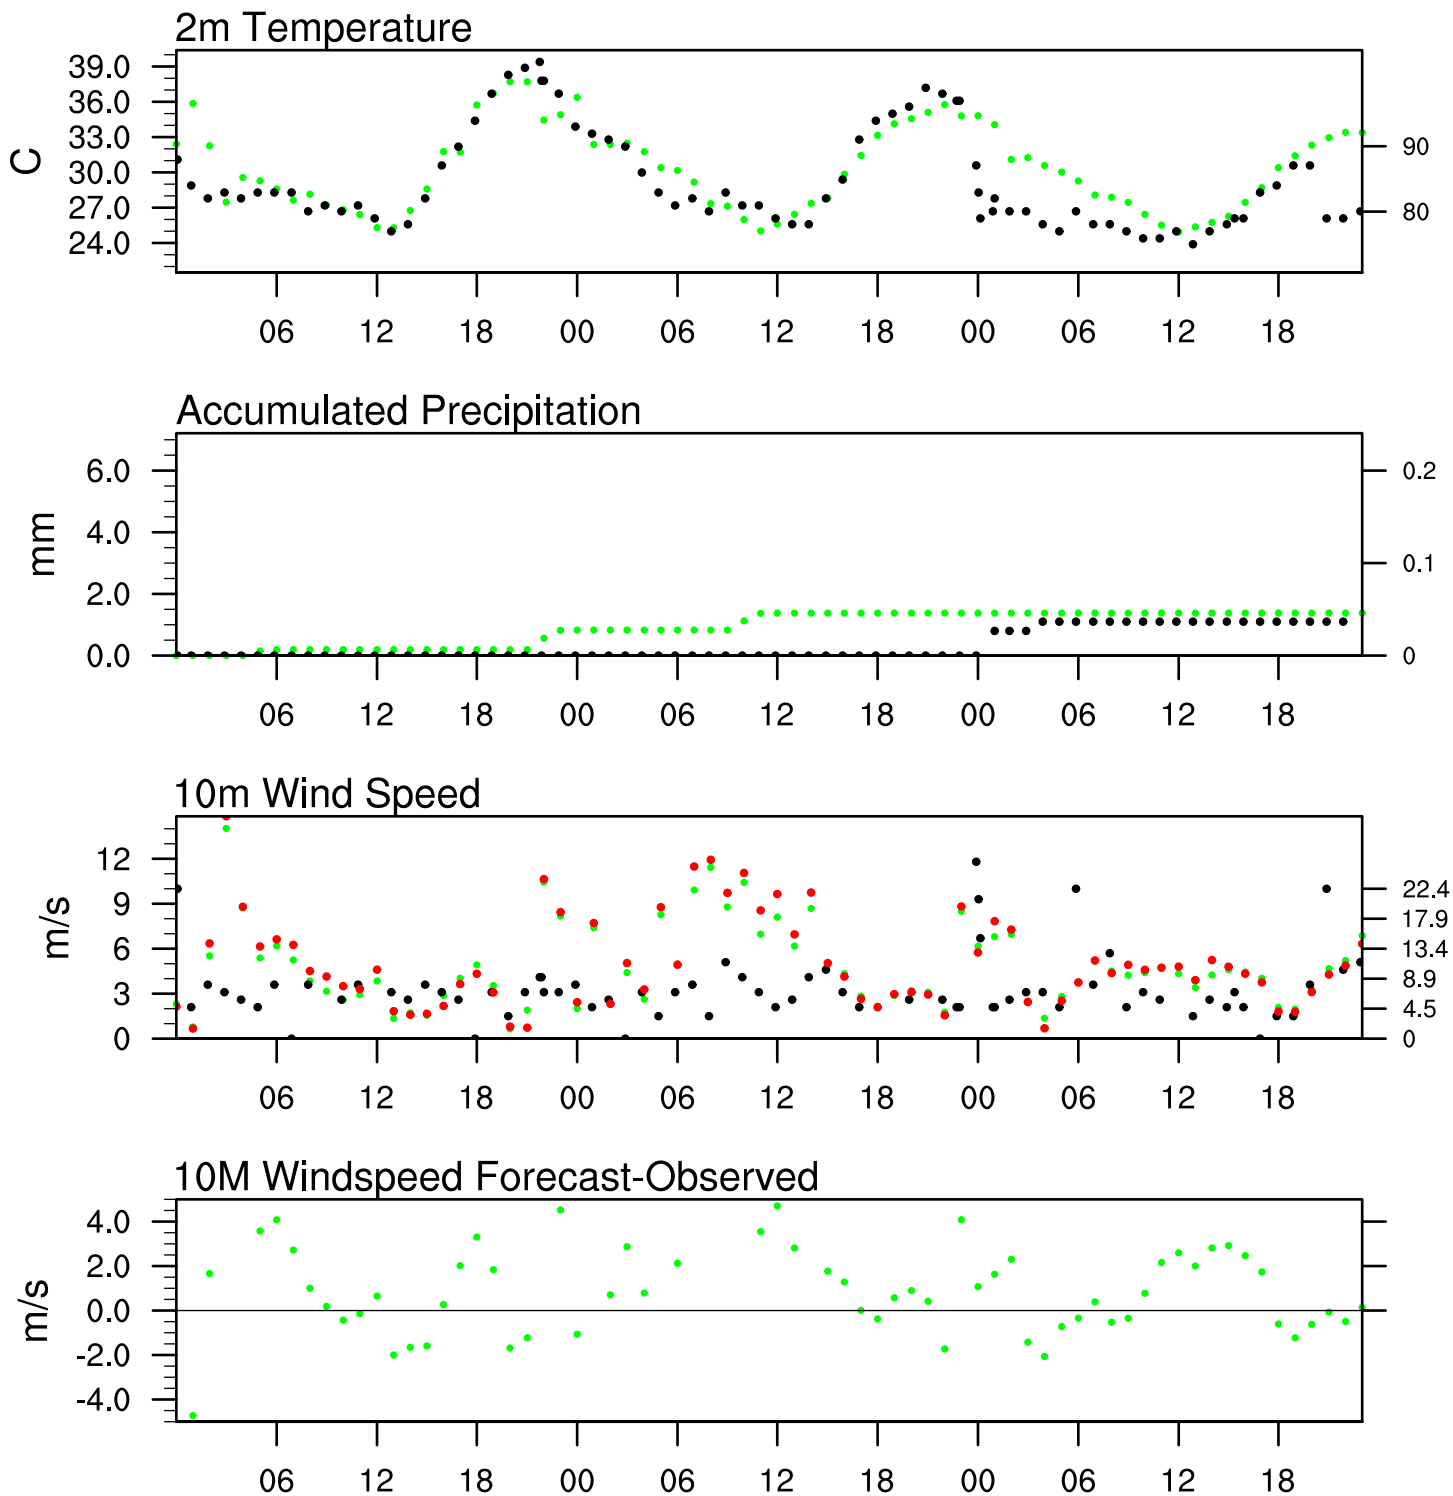 2m Temperature
39.0
36.0
33.0
30.0
27.0
24.0
C
90
80
06 12 18 00 06 12 18 00 06 12 18
Accumulated Precipitation
6.0
4.0
2.0
0.0
mm
0.2
0.1
0
06 12 18 00 06 12 18 00 06 12 18
10m Wind Speed
12
9
6
3
0
m/s
22.4
17.9
13.4
8.9
4.5
0
06 12 18 00 06 12 18 00 06 12 18
10M Windspeed Forecast-Observed
4.0
2.0
0.0
-2.0
-4.0
m/s
06 12 18 00 06 12 18 00 06 12 18